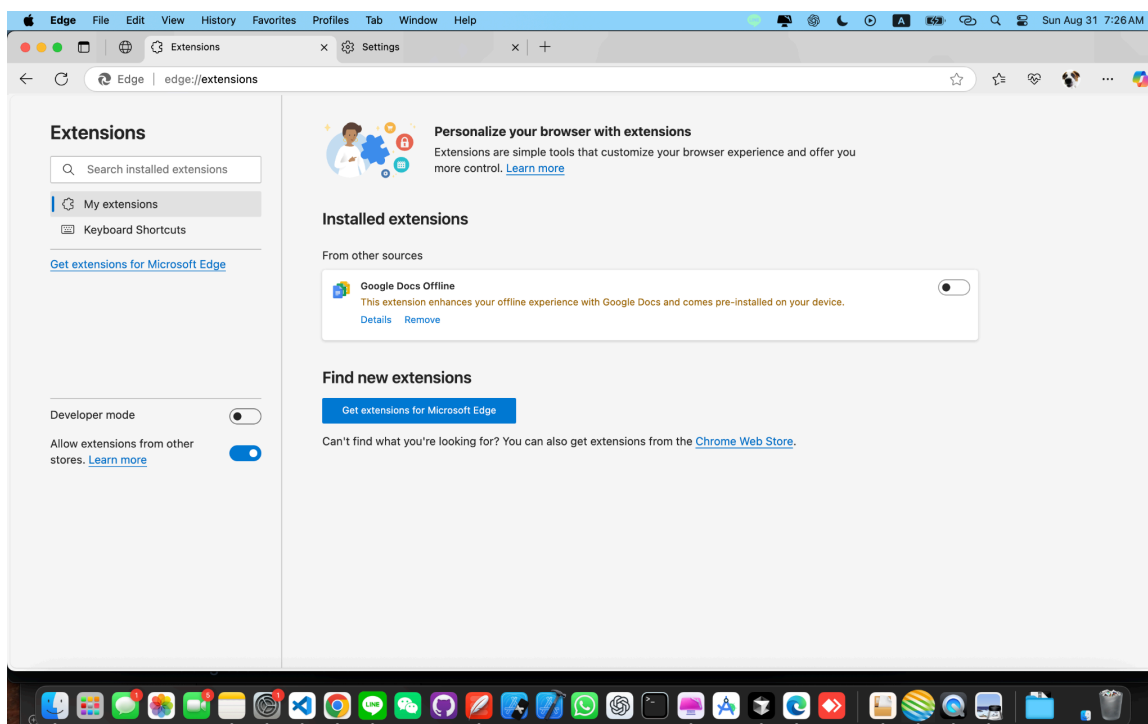 Edge File Edit View History Favorites Profiles Tab Window Help A Sun Aug 31 7:26 AM
Extensions Settings
Edge edge://extensions
Extensions
Search installed extensions
My extensions
Keyboard Shortcuts
Get extensions for Microsoft Edge
Developer mode
Allow extensions from other
stores. Learn more
Personalize your browser with extensions
Extensions are simple tools that customize your browser experience and offer you
more control. Learn more
Installed extensions
From other sources
Google Docs Offline
This extension enhances your offline experience with Google Docs and comes pre-installed on your device.
Details Remove
Find new extensions
Get extensions for Microsoft Edge
Can't find what you're looking for? You can also get extensions from the Chrome Web Store.
LINE